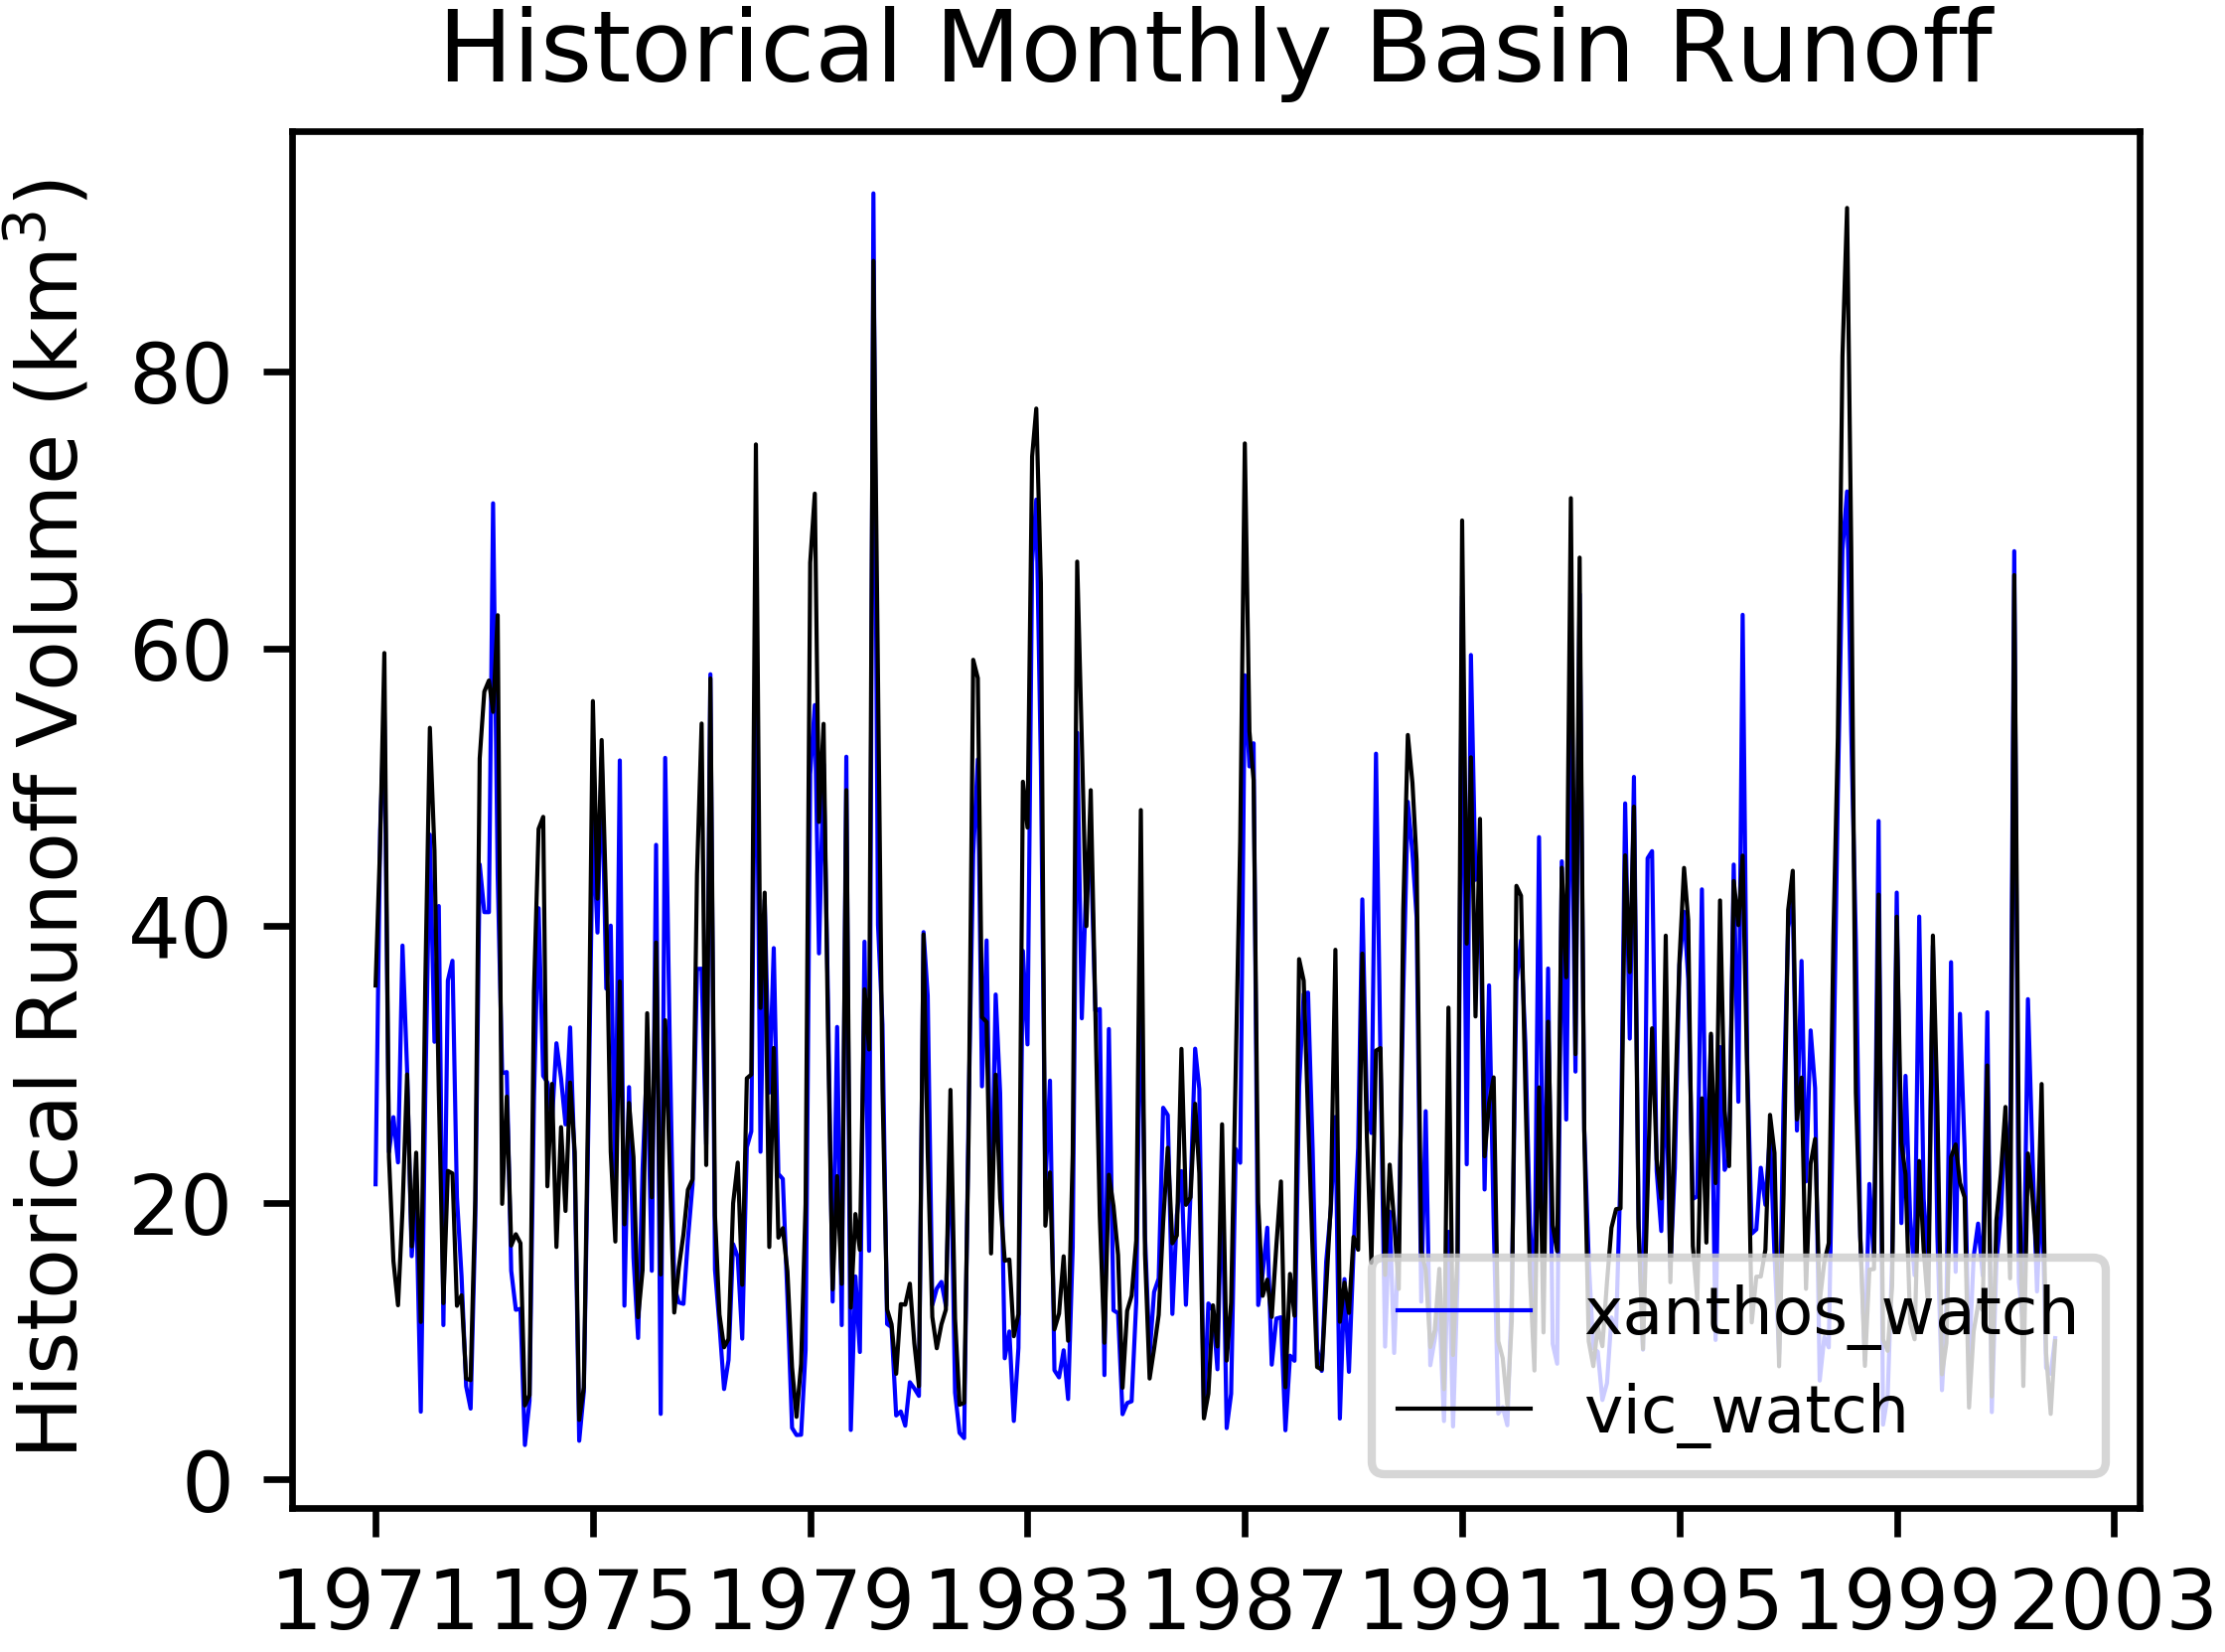 Historical Monthly Basin Runoff
Historical Runoff Volume (km³)
80
60
40
20
0
xanthos_watch
vic_watch
1971 1975 1979 1983 1987 1991 1995 1999 2003